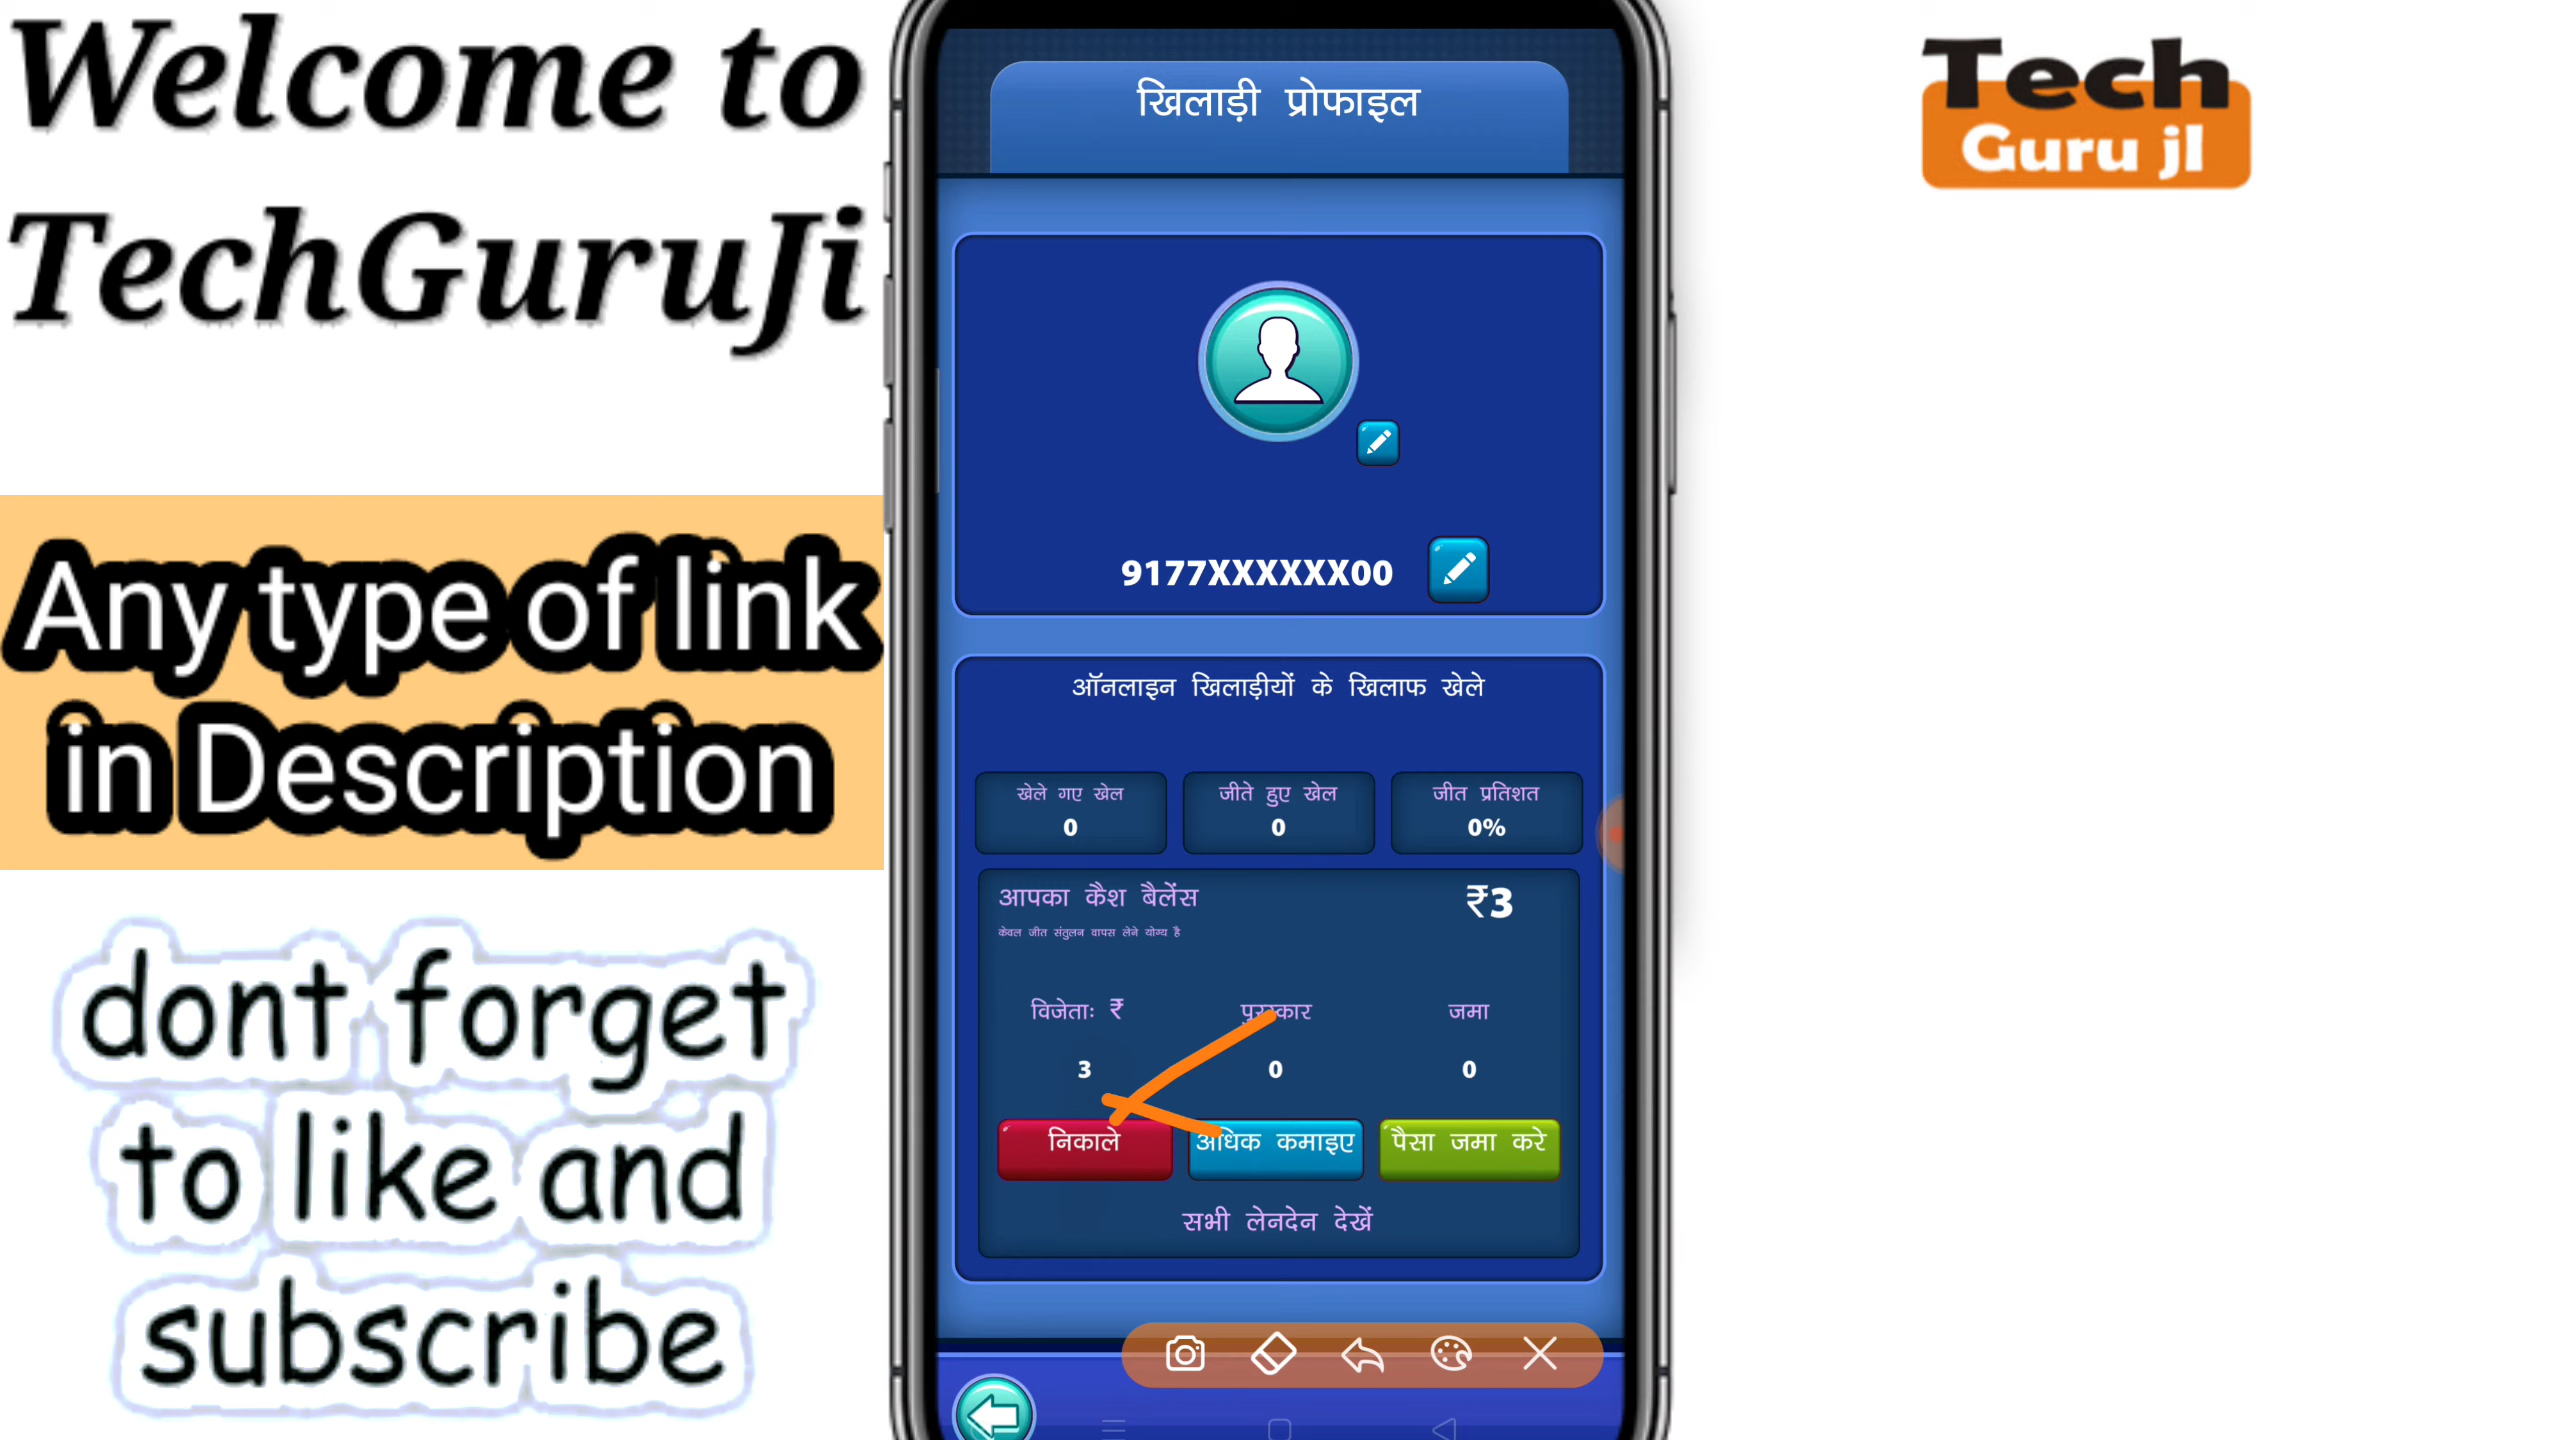 Welcome to
TechGuruJi
Any type of link
in Description
dont forget
to like and
subscribe
खिलाड़ी प्रोफाइल
9177XXXXXX00
ऑनलाइन खिलाड़ीयों के खिलाफ खेले
खेले गए खेल
0
जीते हुए खेल
0
जीत प्रतिशत
0%
आपका कैश बैलेंस
₹3
केवल जीत संतुलन वापस लेने योग्य है
विजेताः ₹
3
पुरस्कार
0
जमा
0
निकाले
अधिक कमाइए
पैसा जमा करे
सभी लेनदेन देखें
Tech
Guru jI